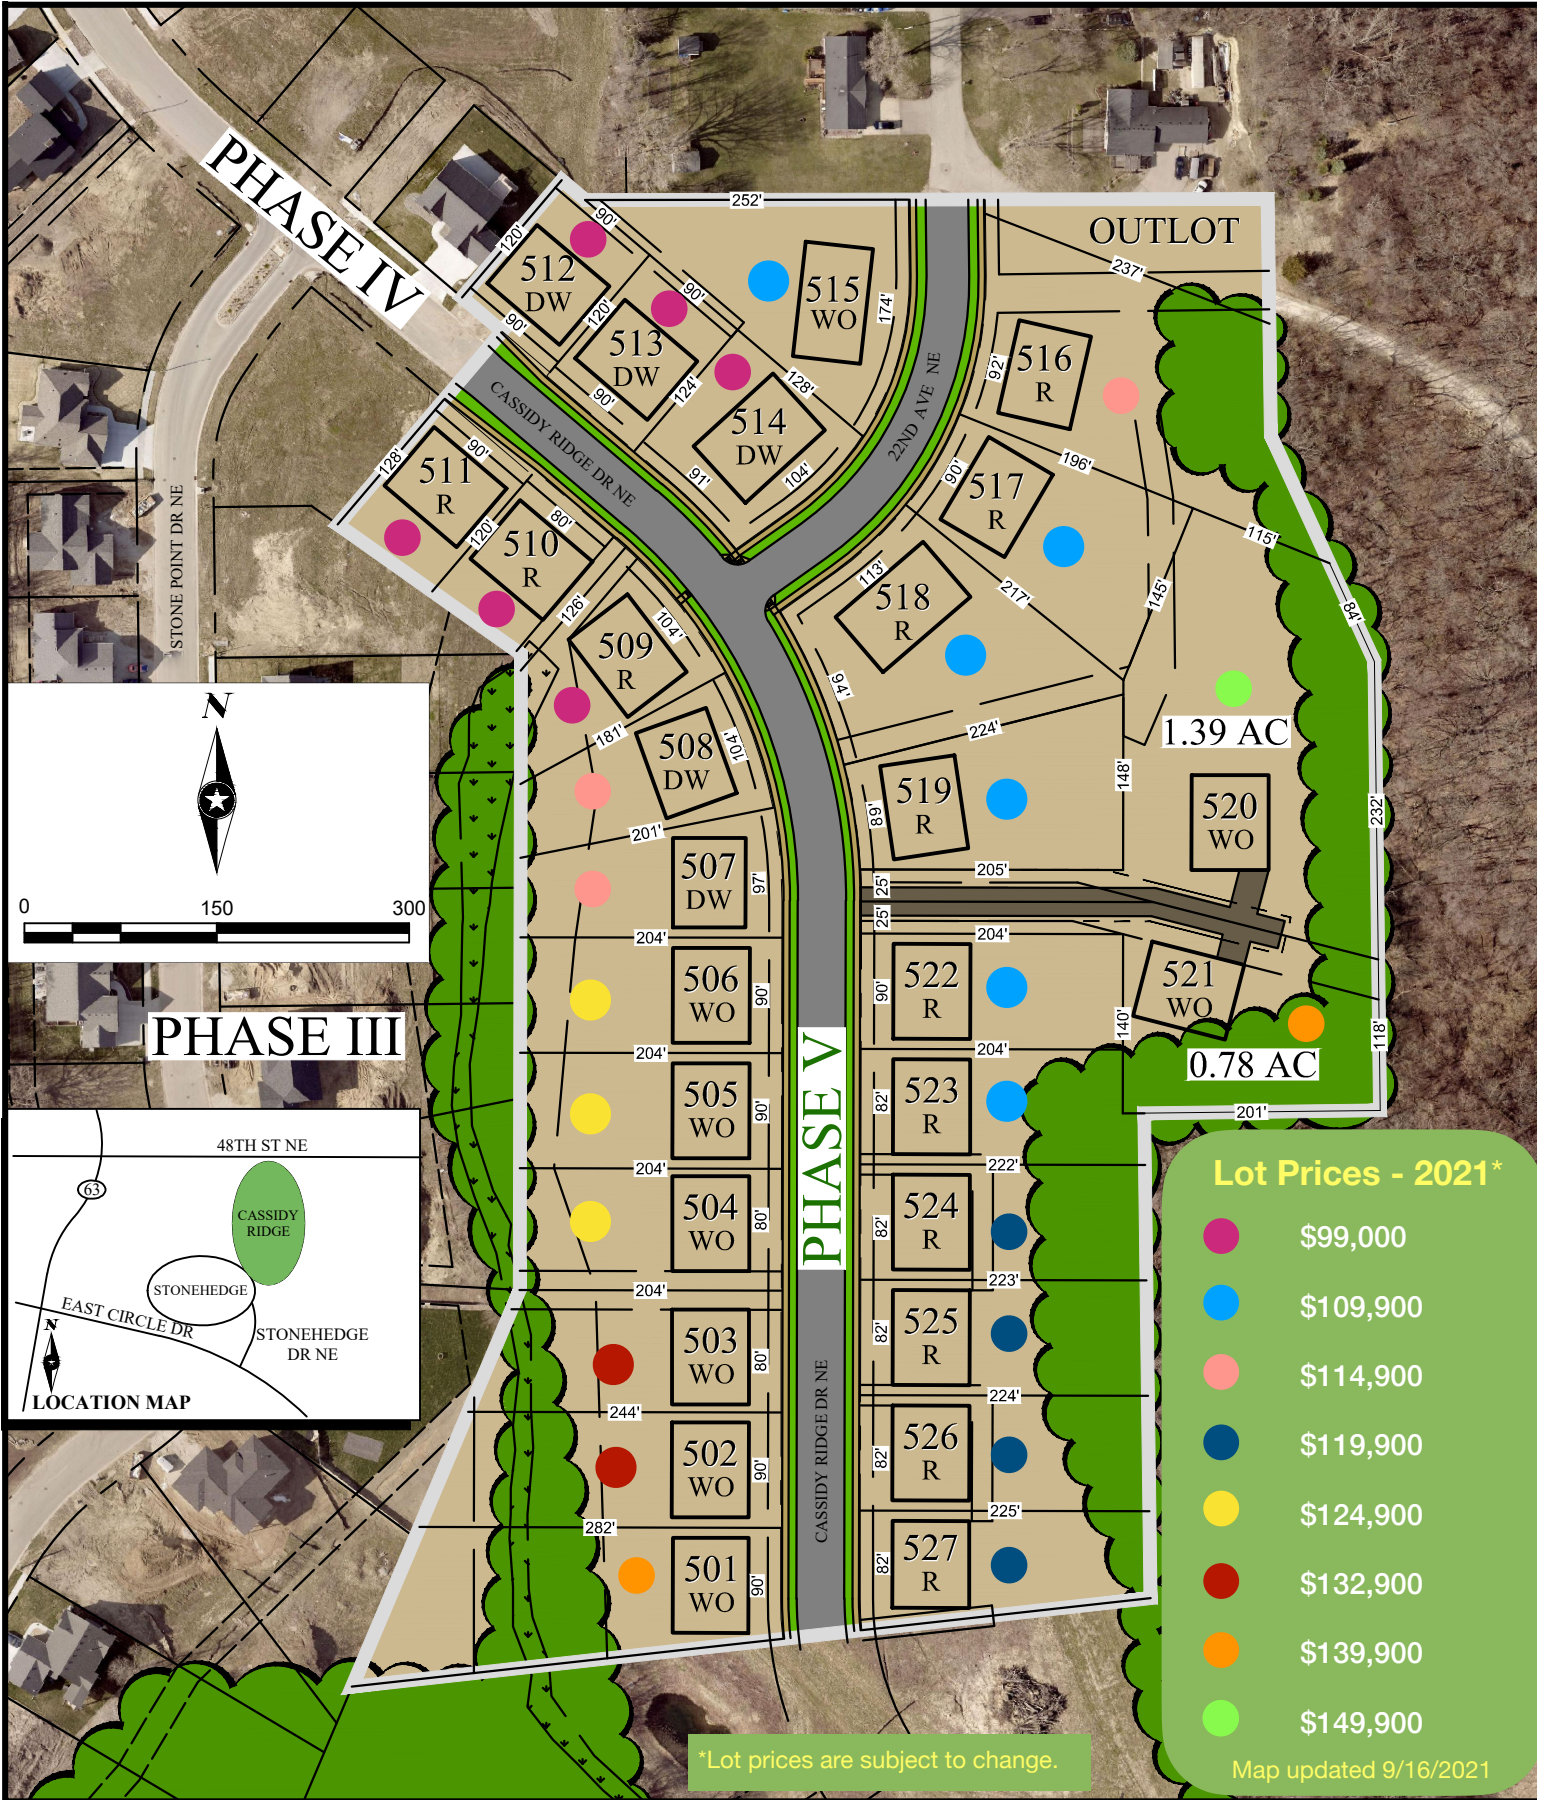 PHASE IV
252'
OUTLOT
237'
120'
90'
512
DW
90'
120'
90'
513
DW
90'
124'
515
WO
174'
128'
514
DW
91'
104'
22ND AVE NE
92'
516
R
196'
90'
517
R
115'
CASSIDY RIDGE DR NE
128'
90'
511
R
120'
80'
510
R
126'
104'
509
R
113'
518
R
217'
145'
84'
94'
STONE POINT DR NE
181'
508
DW
104'
224'
1.39 AC
148'
520
WO
232'
519
R
89'
N
0
150
300
201'
507
DW
97'
205'
25'
25'
204'
204'
506
WO
90'
522
R
90'
521
WO
140'
118'
0.78 AC
PHASE III
204'
204'
505
WO
90'
523
R
82'
201'
PHASE V
204'
222'
504
WO
80'
524
R
82'
204'
223'
503
WO
80'
525
R
82'
244'
224'
502
WO
90'
526
R
82'
CASSIDY RIDGE DR NE
282'
225'
501
WO
90'
527
R
82'
48TH ST NE
63
CASSIDY
RIDGE
STONEHEDGE
EAST CIRCLE DR
STONEHEDGE
DR NE
N
LOCATION MAP
Lot Prices - 2021*
$99,000
$109,900
$114,900
$119,900
$124,900
$132,900
$139,900
$149,900
Map updated 9/16/2021
*Lot prices are subject to change.